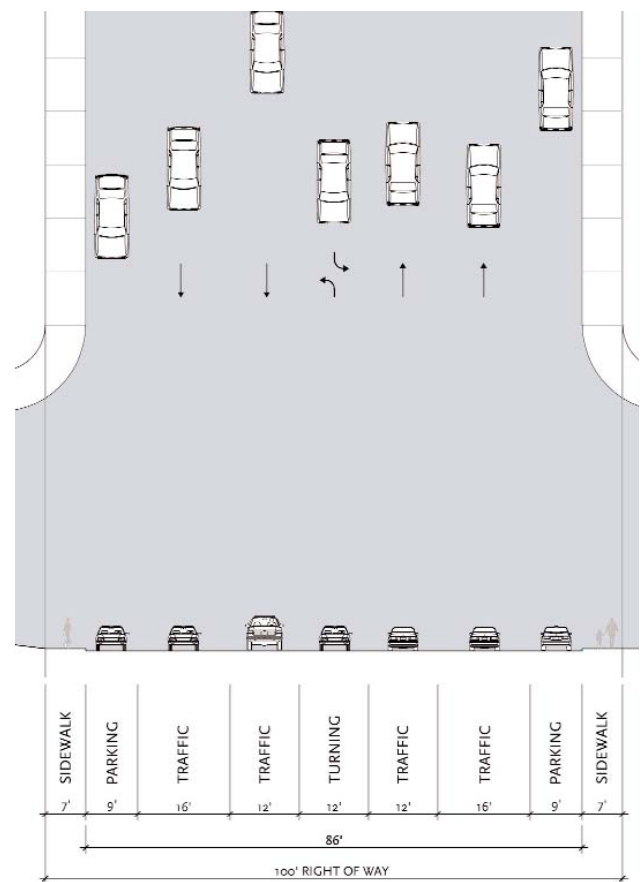 SIDEWALK
PARKING
TRAFFIC
TRAFFIC
TURNING
TRAFFIC
TRAFFIC
PARKING
SIDEWALK
7' 9' 16' 12' 12' 12' 16' 9' 7'
86'
100' RIGHT OF WAY